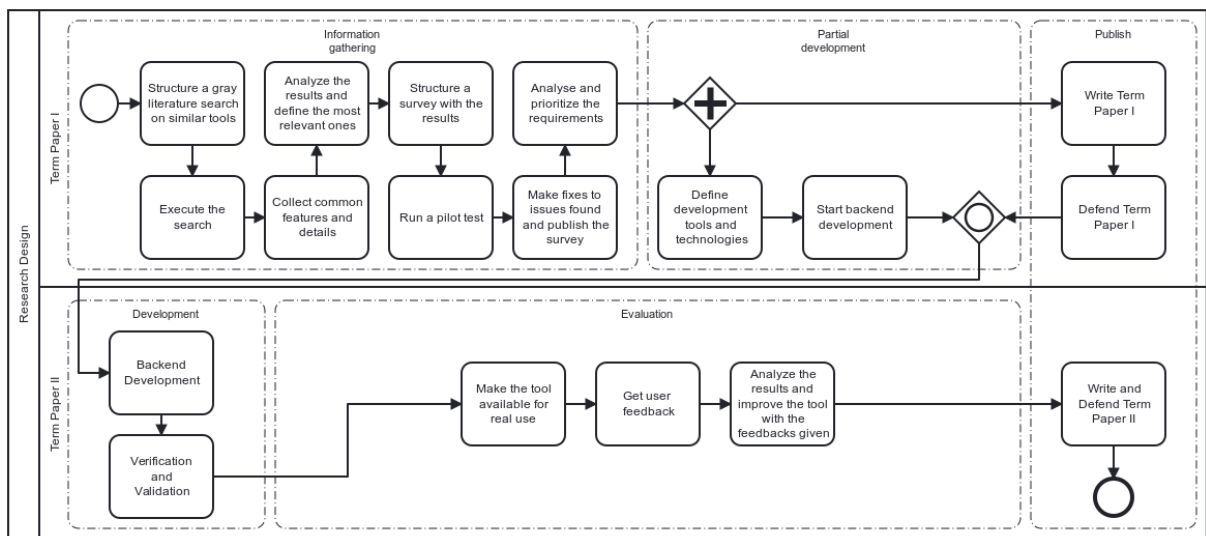 Research Design
Term Paper I
Information
gathering
Structure a gray
literature search
on similar tools
Execute the
search
Collect common
features and
details
Analyze the
results and
define the most
relevant ones
Structure a
survey with the
results
Run a pilot test
Make fixes to
issues found
and publish the
survey
Analyse and
prioritize the
requirements
Partial
development
Define
development
tools and
technologies
Start backend
development
Publish
Write Term
Paper I
Defend Term
Paper I
Term Paper II
Development
Backend
Development
Verification
and
Validation
Evaluation
Make the tool
available for
real use
Get user
feedback
Analyze the
results and
improve the tool
with the
feedbacks given
Write and
Defend Term
Paper II